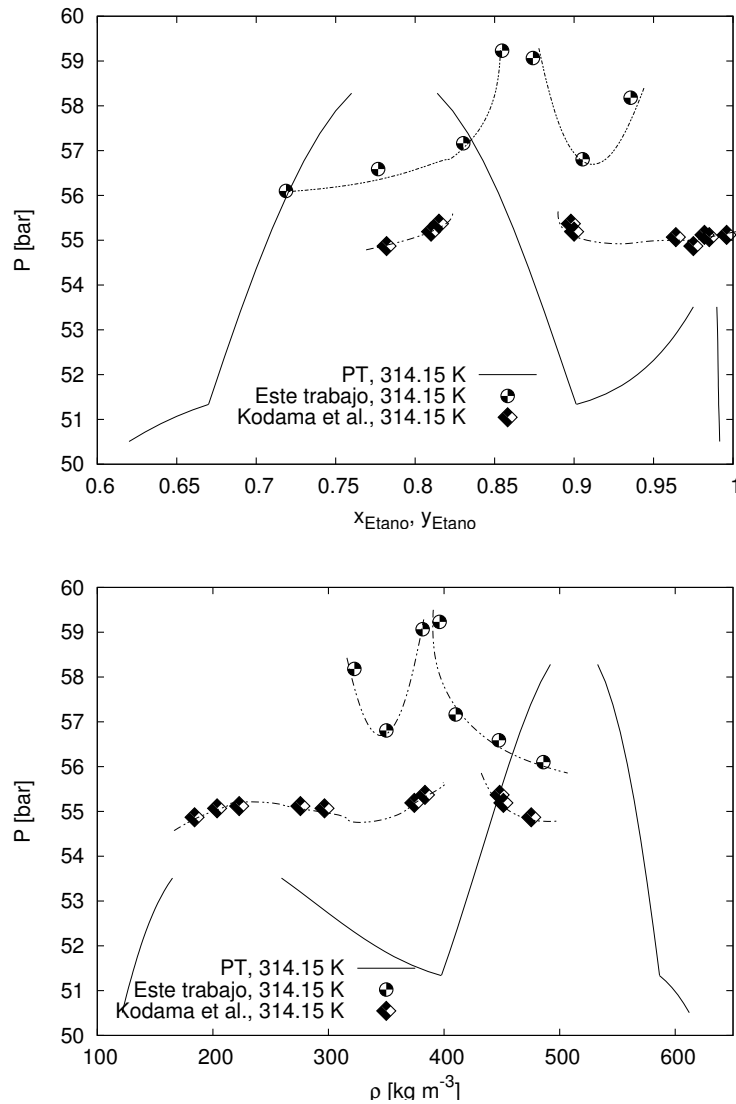 60
59
58
57
56
55
54
53
52
51
50
P [bar]
PT, 314.15 K
Este trabajo, 314.15 K
Kodama et al., 314.15 K
0.6 0.65 0.7 0.75 0.8 0.85 0.9 0.95 1
x_Etano, y_Etano
60
59
58
57
56
55
54
53
52
51
50
P [bar]
PT, 314.15 K
Este trabajo, 314.15 K
Kodama et al., 314.15 K
100 200 300 400 500 600
ρ [kg m⁻³]